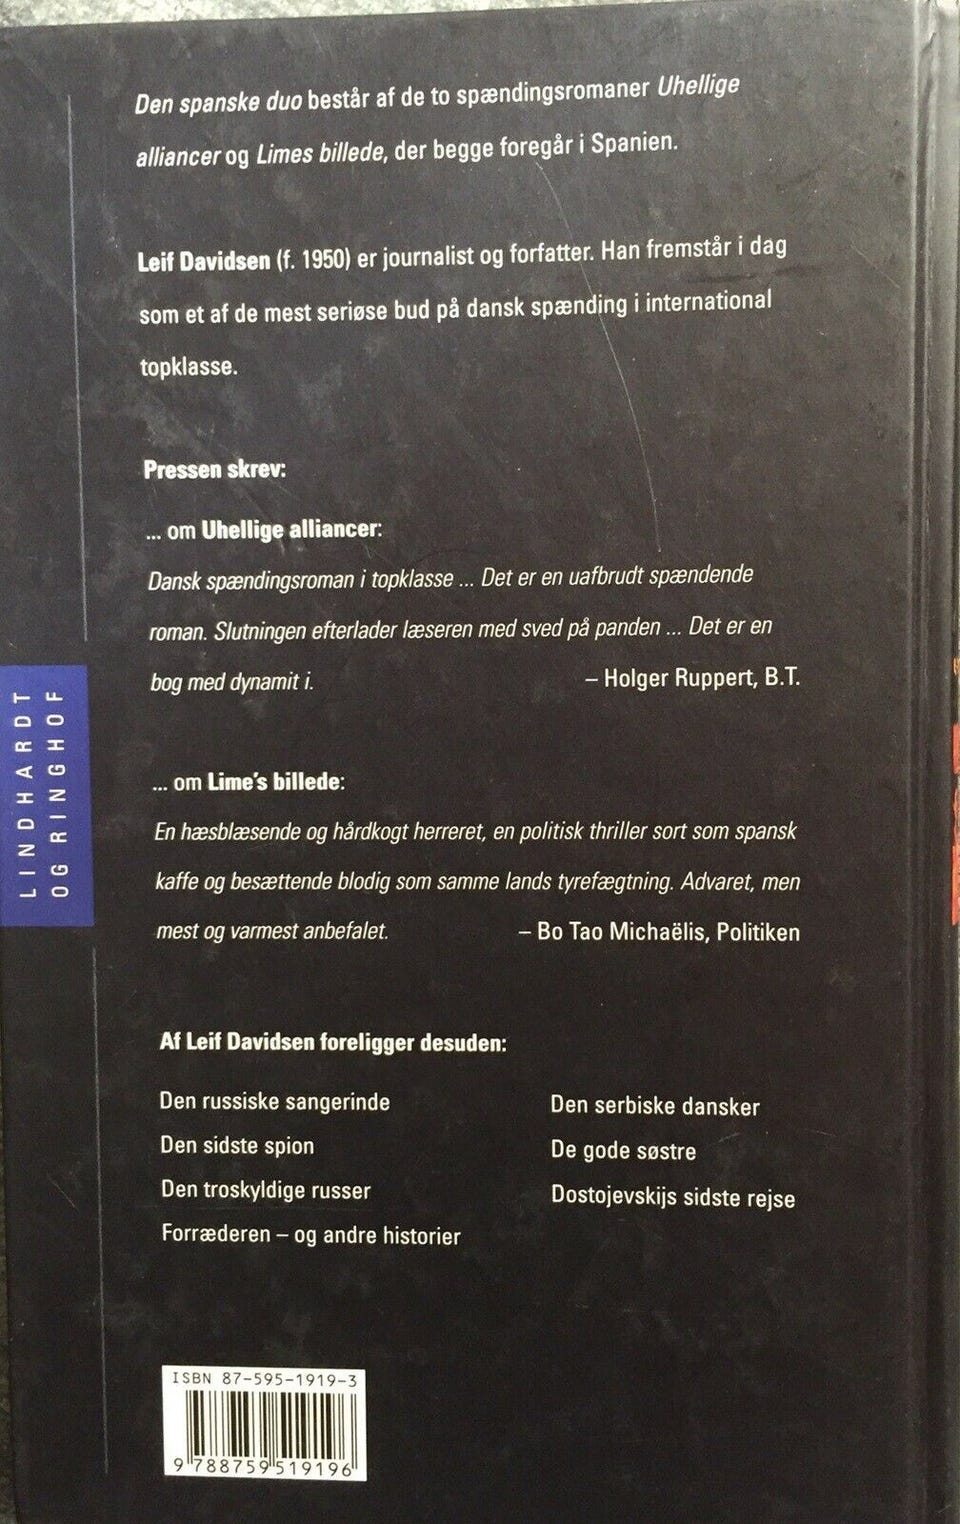 Den spanske duo består af de to spændingsromaner Uhellige
alliancer og Limes billede, der begge foregår i Spanien.
Leif Davidsen (f. 1950) er journalist og forfatter. Han fremstår i dag
som et af de mest seriøse bud på dansk spænding i international
topklasse.
Pressen skrev:
... om Uhellige alliancer:
Dansk spændingsroman i topklasse ... Det er en uafbrudt spændende
roman. Slutningen efterlader læseren med sved på panden ... Det er en
bog med dynamit i. – Holger Ruppert, B.T.
... om Lime's billede:
En hæsblæsende og hårdkogt herreret, en politisk thriller sort som spansk
kaffe og besættende blodig som samme lands tyrefægtning. Advaret, men
mest og varmest anbefalet. – Bo Tao Michaëlis, Politiken
Af Leif Davidsen foreligger desuden:
Den russiske sangerinde
Den sidste spion
Den troskyldige russer
Forræderen – og andre historier
Den serbiske dansker
De gode søstre
Dostojevskijs sidste rejse
LINDHARDT
OG RINGHOF
ISBN 87-595-1919-3
9 788759 519196